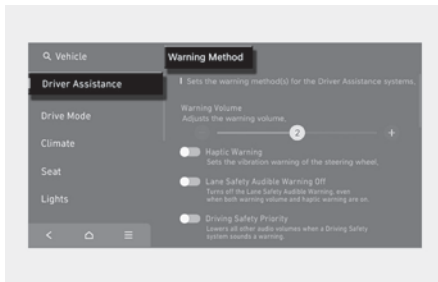 Vehicle
Warning Method
Driver Assistance
Sets the warning method(s) for the Driver Assistance systems.
Drive Mode
Warning Volume
Adjusts the warning volume.
2
Climate
Haptic Warning
Sets the vibration warning of the steering wheel.
Seat
Lane Safety Audible Warning Off
Turns off the Lane Safety Audible Warning, even
when both warning volume and haptic warning are on.
Lights
Driving Safety Priority
Lowers all other audio volumes when a Driving Safety
system sounds a warning.